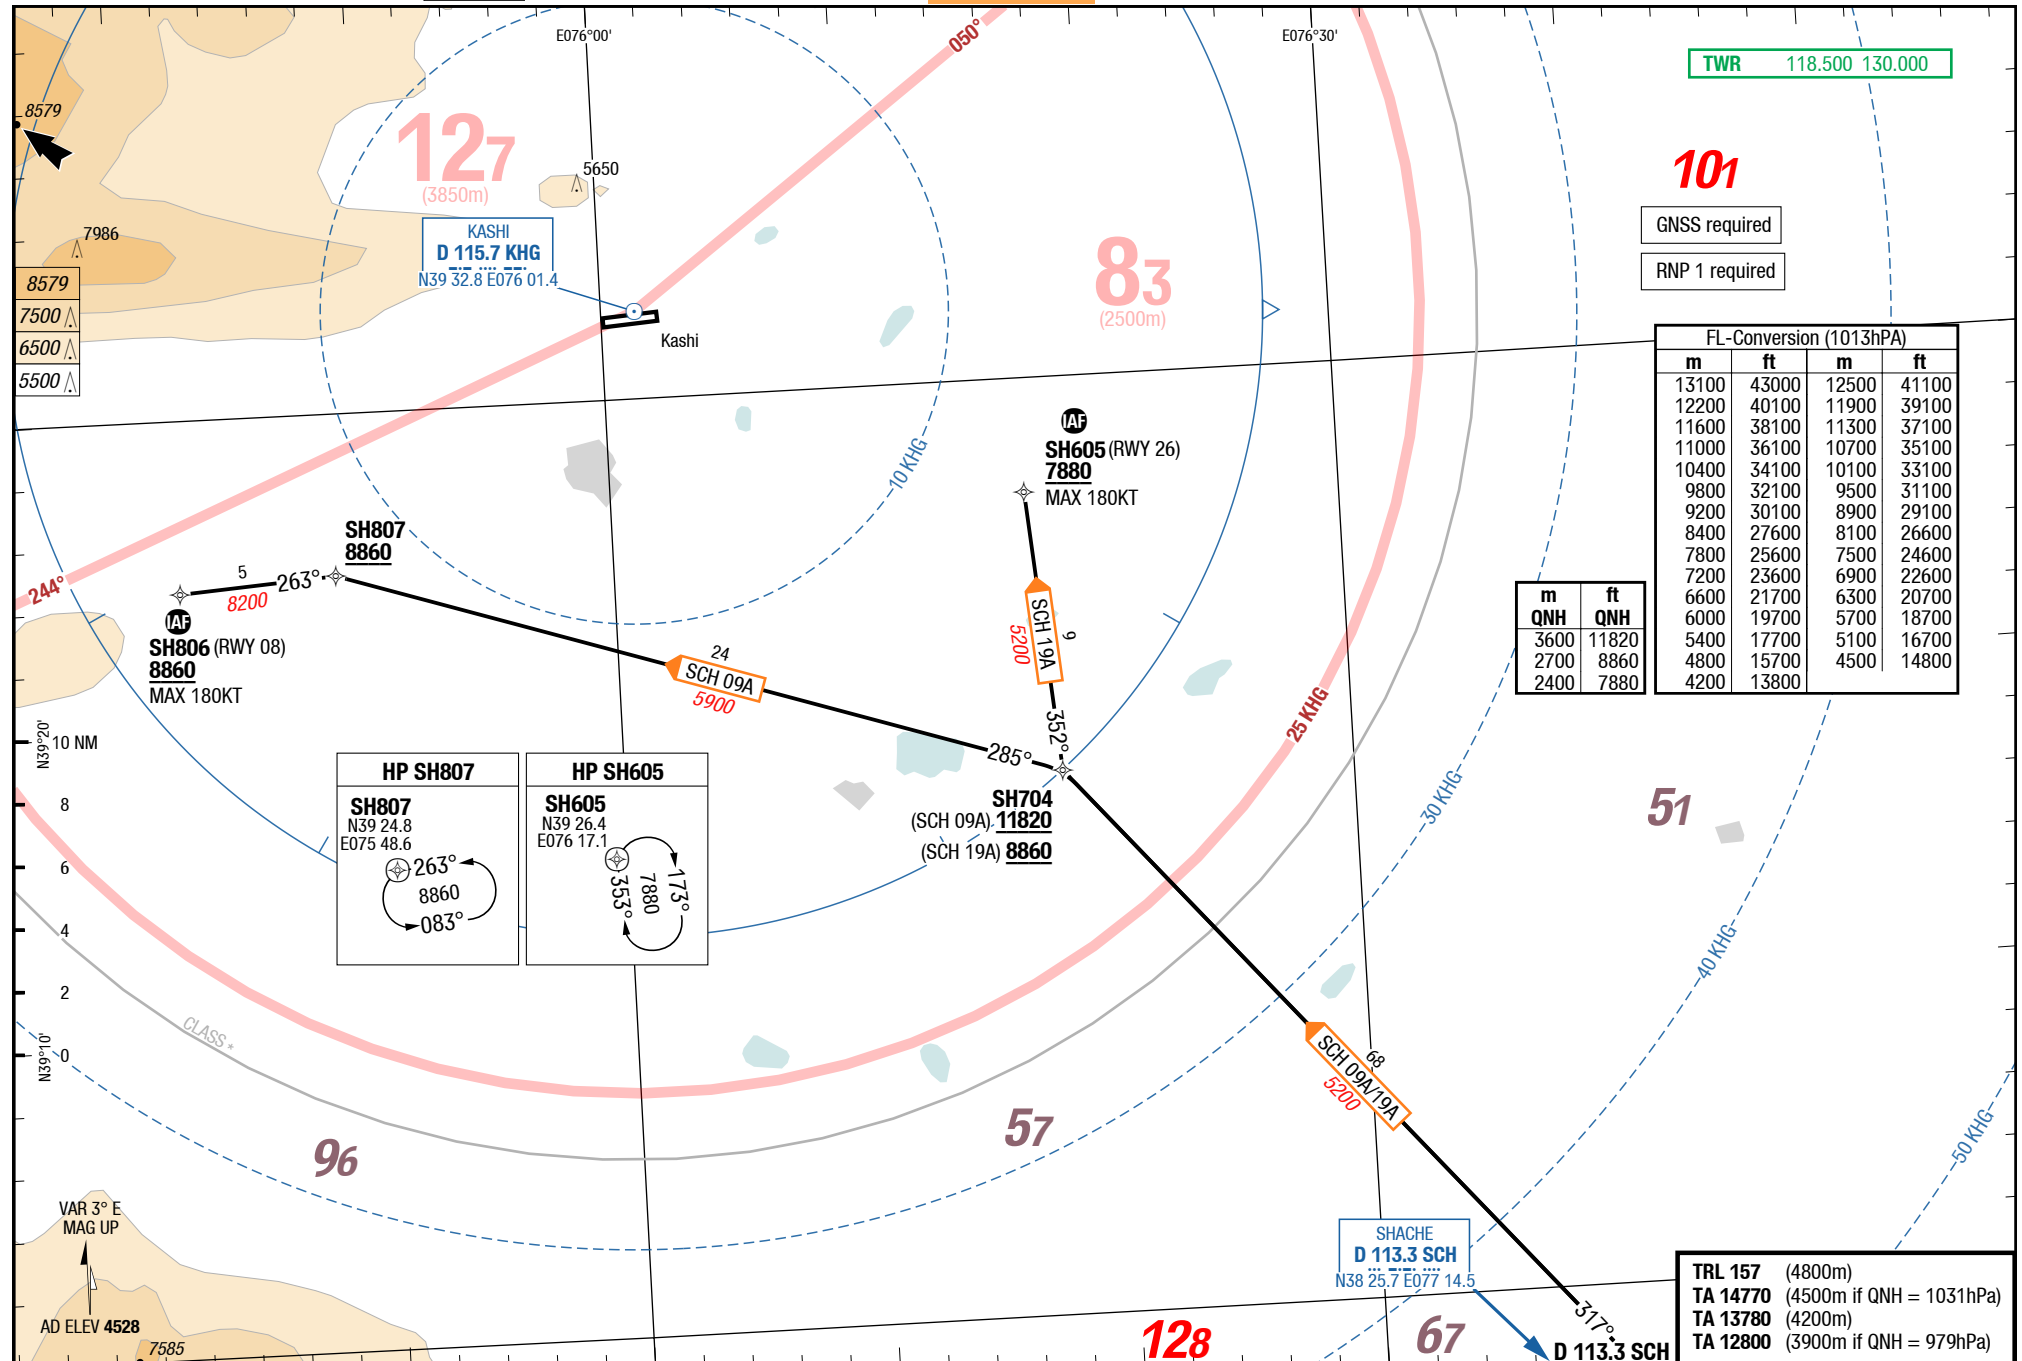 E076°00'
E076°30'
050°
TWR 118.500 130.000
8579
127
(3850m)
5650
101
GNSS required
RNP 1 required
7986
KASHI
D 115.7 KHG
N39 32.8 E076 01.4
83
(2500m)
8579
7500
6500
5500
Kashi
FL-Conversion (1013hPA)
m ft m ft
13100 43000 12500 41100
12200 40100 11900 39100
11600 38100 11300 37100
11000 36100 10700 35100
10400 34100 10100 33100
9800 32100 9500 31100
9200 30100 8900 29100
8400 27600 8100 26600
7800 25600 7500 24600
7200 23600 6900 22600
6600 21700 6300 20700
6000 19700 5700 18700
5400 17700 5100 16700
4800 15700 4500 14800
4200 13800
m ft
QNH QNH
3600 11820
2700 8860
2400 7880
IAF
SH605 (RWY 26)
7880
MAX 180KT
10 KHG
SH807
8860
244°
5
263°
8200
IAF
SH806 (RWY 08)
8860
MAX 180KT
24
SCH 09A
5900
285°
9
SCH 19A
5200
352°
25 KHG
30 KHG
40 KHG
50 KHG
N39°20'
10 NM
8
6
4
2
0
N39°10'
HP SH807
SH807
N39 24.8
E075 48.6
263°
8860
083°
HP SH605
SH605
N39 26.4
E076 17.1
353°
7880
173°
SH704
(SCH 09A) 11820
(SCH 19A) 8860
51
CLASS *
68
SCH 09A/19A
5200
57
96
VAR 3° E
MAG UP
AD ELEV 4528
7585
SHACHE
D 113.3 SCH
N38 25.7 E077 14.5
317°
D 113.3 SCH
128
67
TRL 157 (4800m)
TA 14770 (4500m if QNH = 1031hPa)
TA 13780 (4200m)
TA 12800 (3900m if QNH = 979hPa)